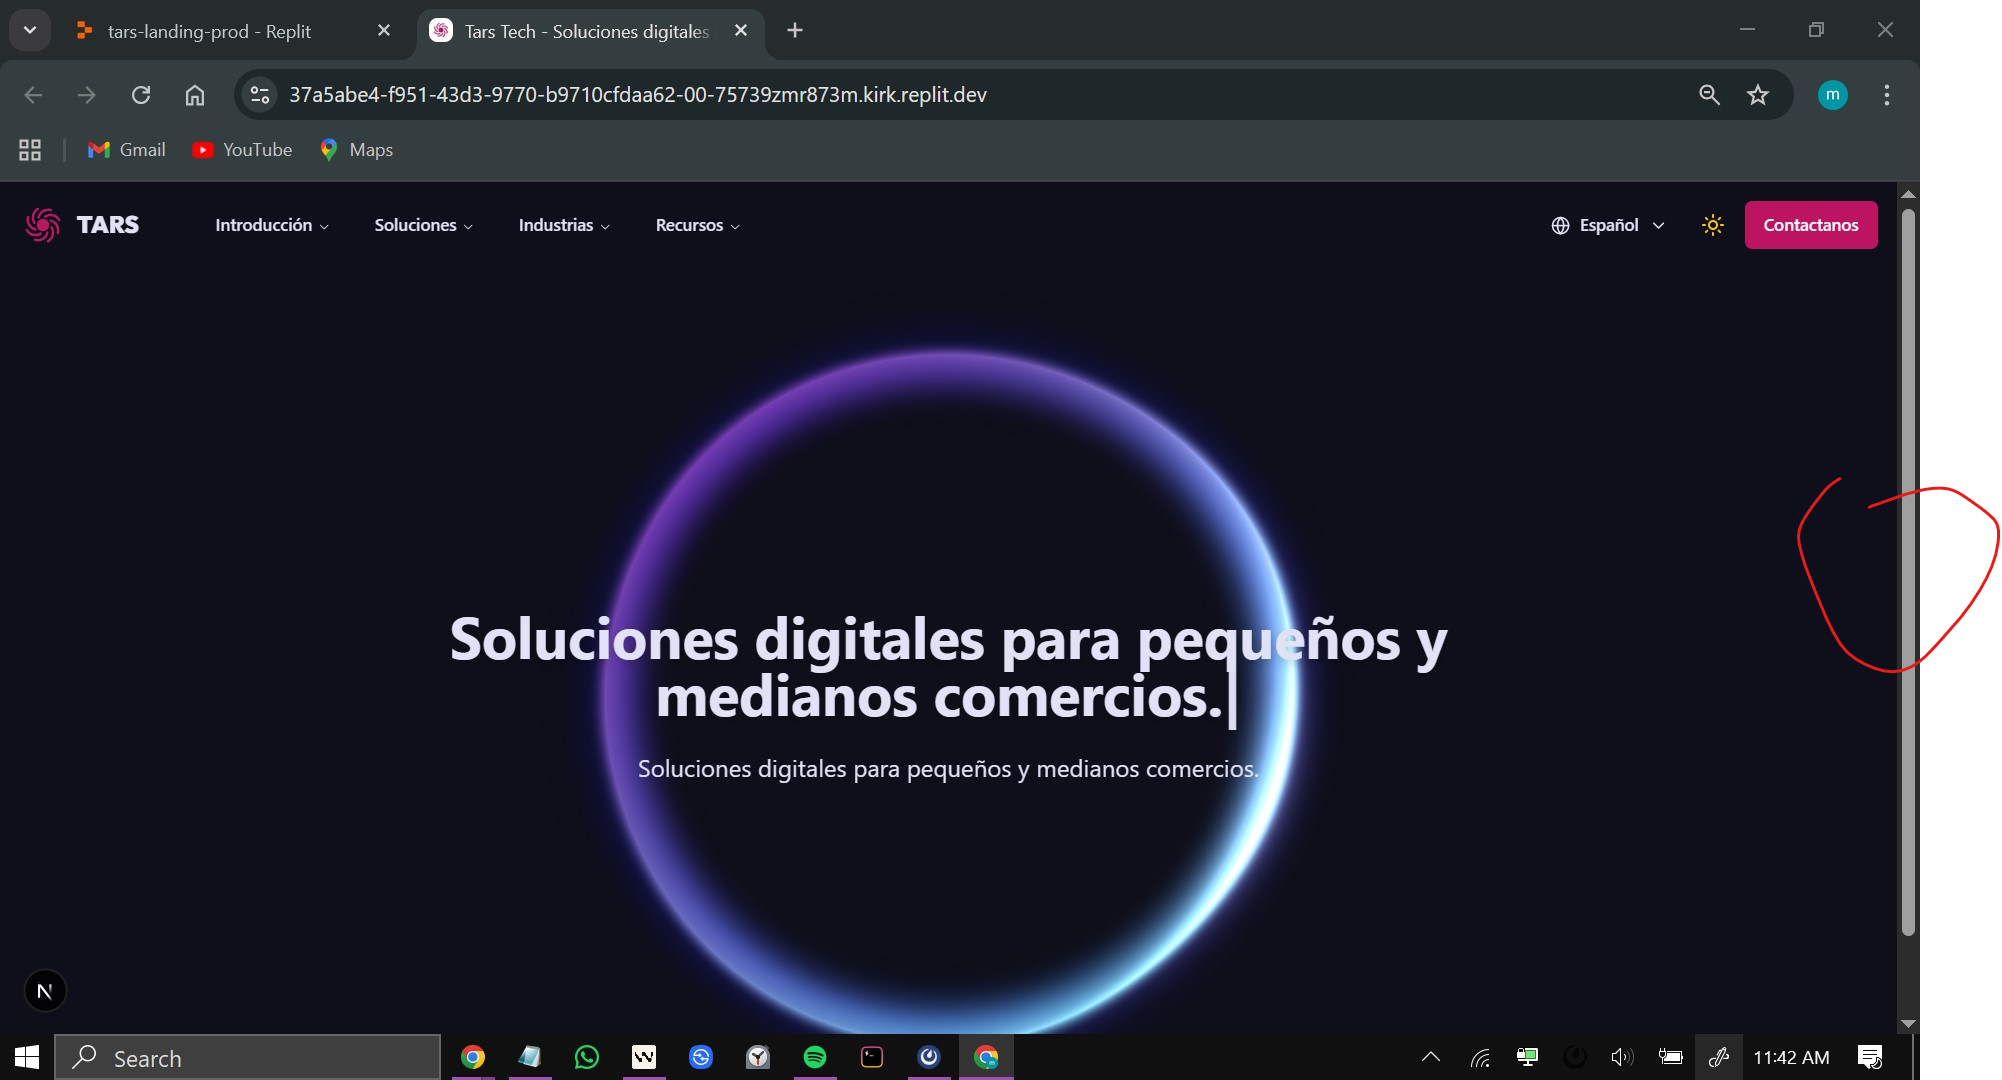 tars-landing-prod - Replit
Tars Tech - Soluciones digitales
37a5abe4-f951-43d3-9770-b9710cfdaa62-00-75739zmr873m.kirk.replit.dev
m
Gmail
YouTube
Maps
TARS
Introducción
Soluciones
Industrias
Recursos
Español
Contactanos
Soluciones digitales para pequeños y
medianos comercios.
Soluciones digitales para pequeños y medianos comercios.
N
Search
11:42 AM